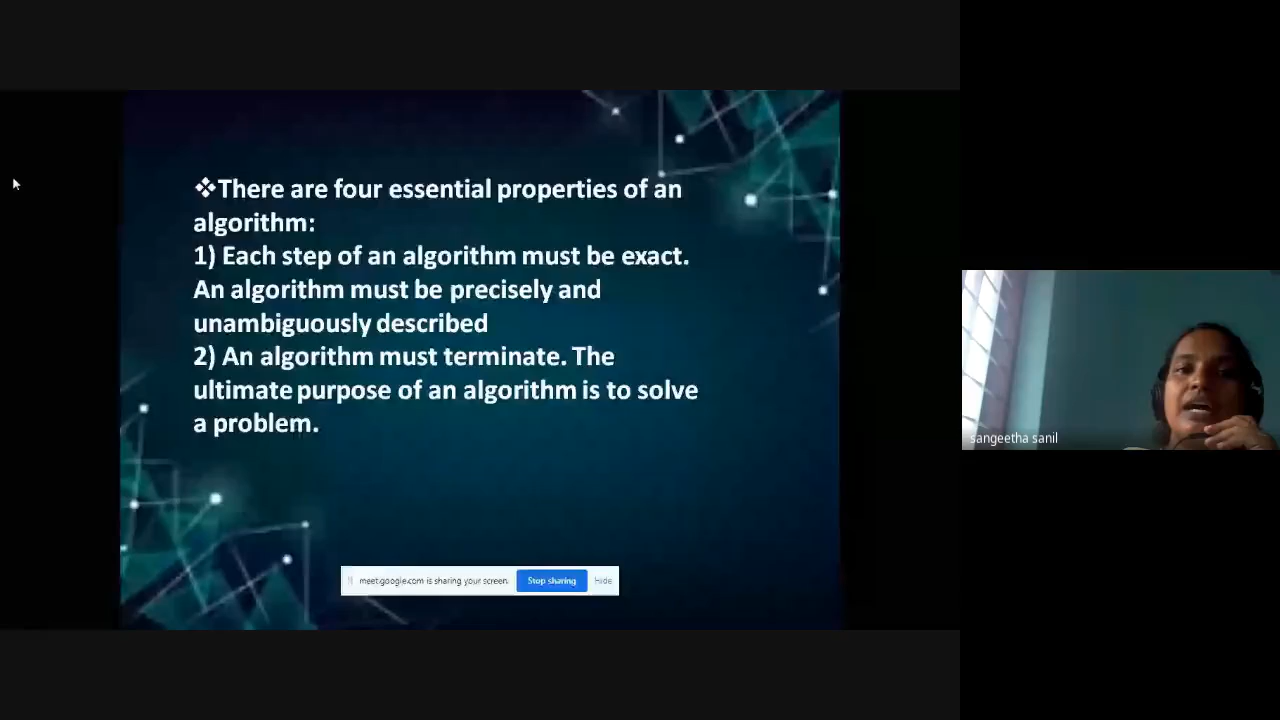 ❖There are four essential properties of an
algorithm:
1) Each step of an algorithm must be exact.
An algorithm must be precisely and
unambiguously described
2) An algorithm must terminate. The
ultimate purpose of an algorithm is to solve
a problem.
sangeetha sanil
meet.google.com is sharing your screen. Stop sharing Hide